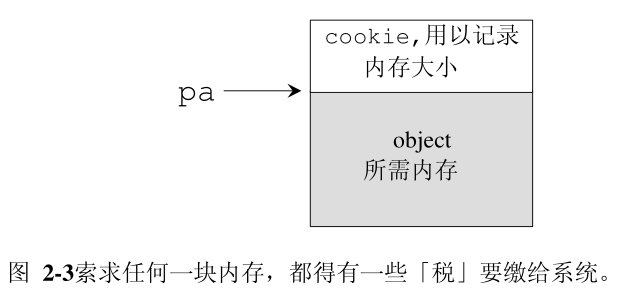 cookie,用以记录
内存大小
pa
object
所需内存
图 2-3索求任何一块内存，都得有一些「税」要缴给系统。